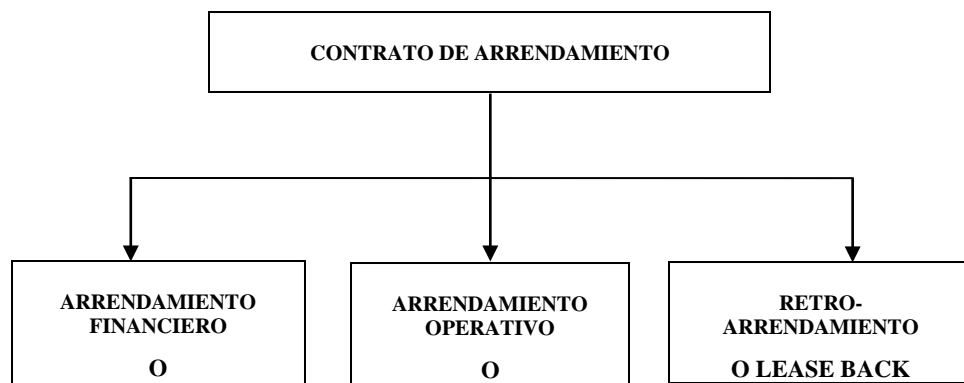 CONTRATO DE ARRENDAMIENTO
ARRENDAMIENTO
FINANCIERO
O
ARRENDAMIENTO
OPERATIVO
O
RETRO-
ARRENDAMIENTO
O LEASE BACK